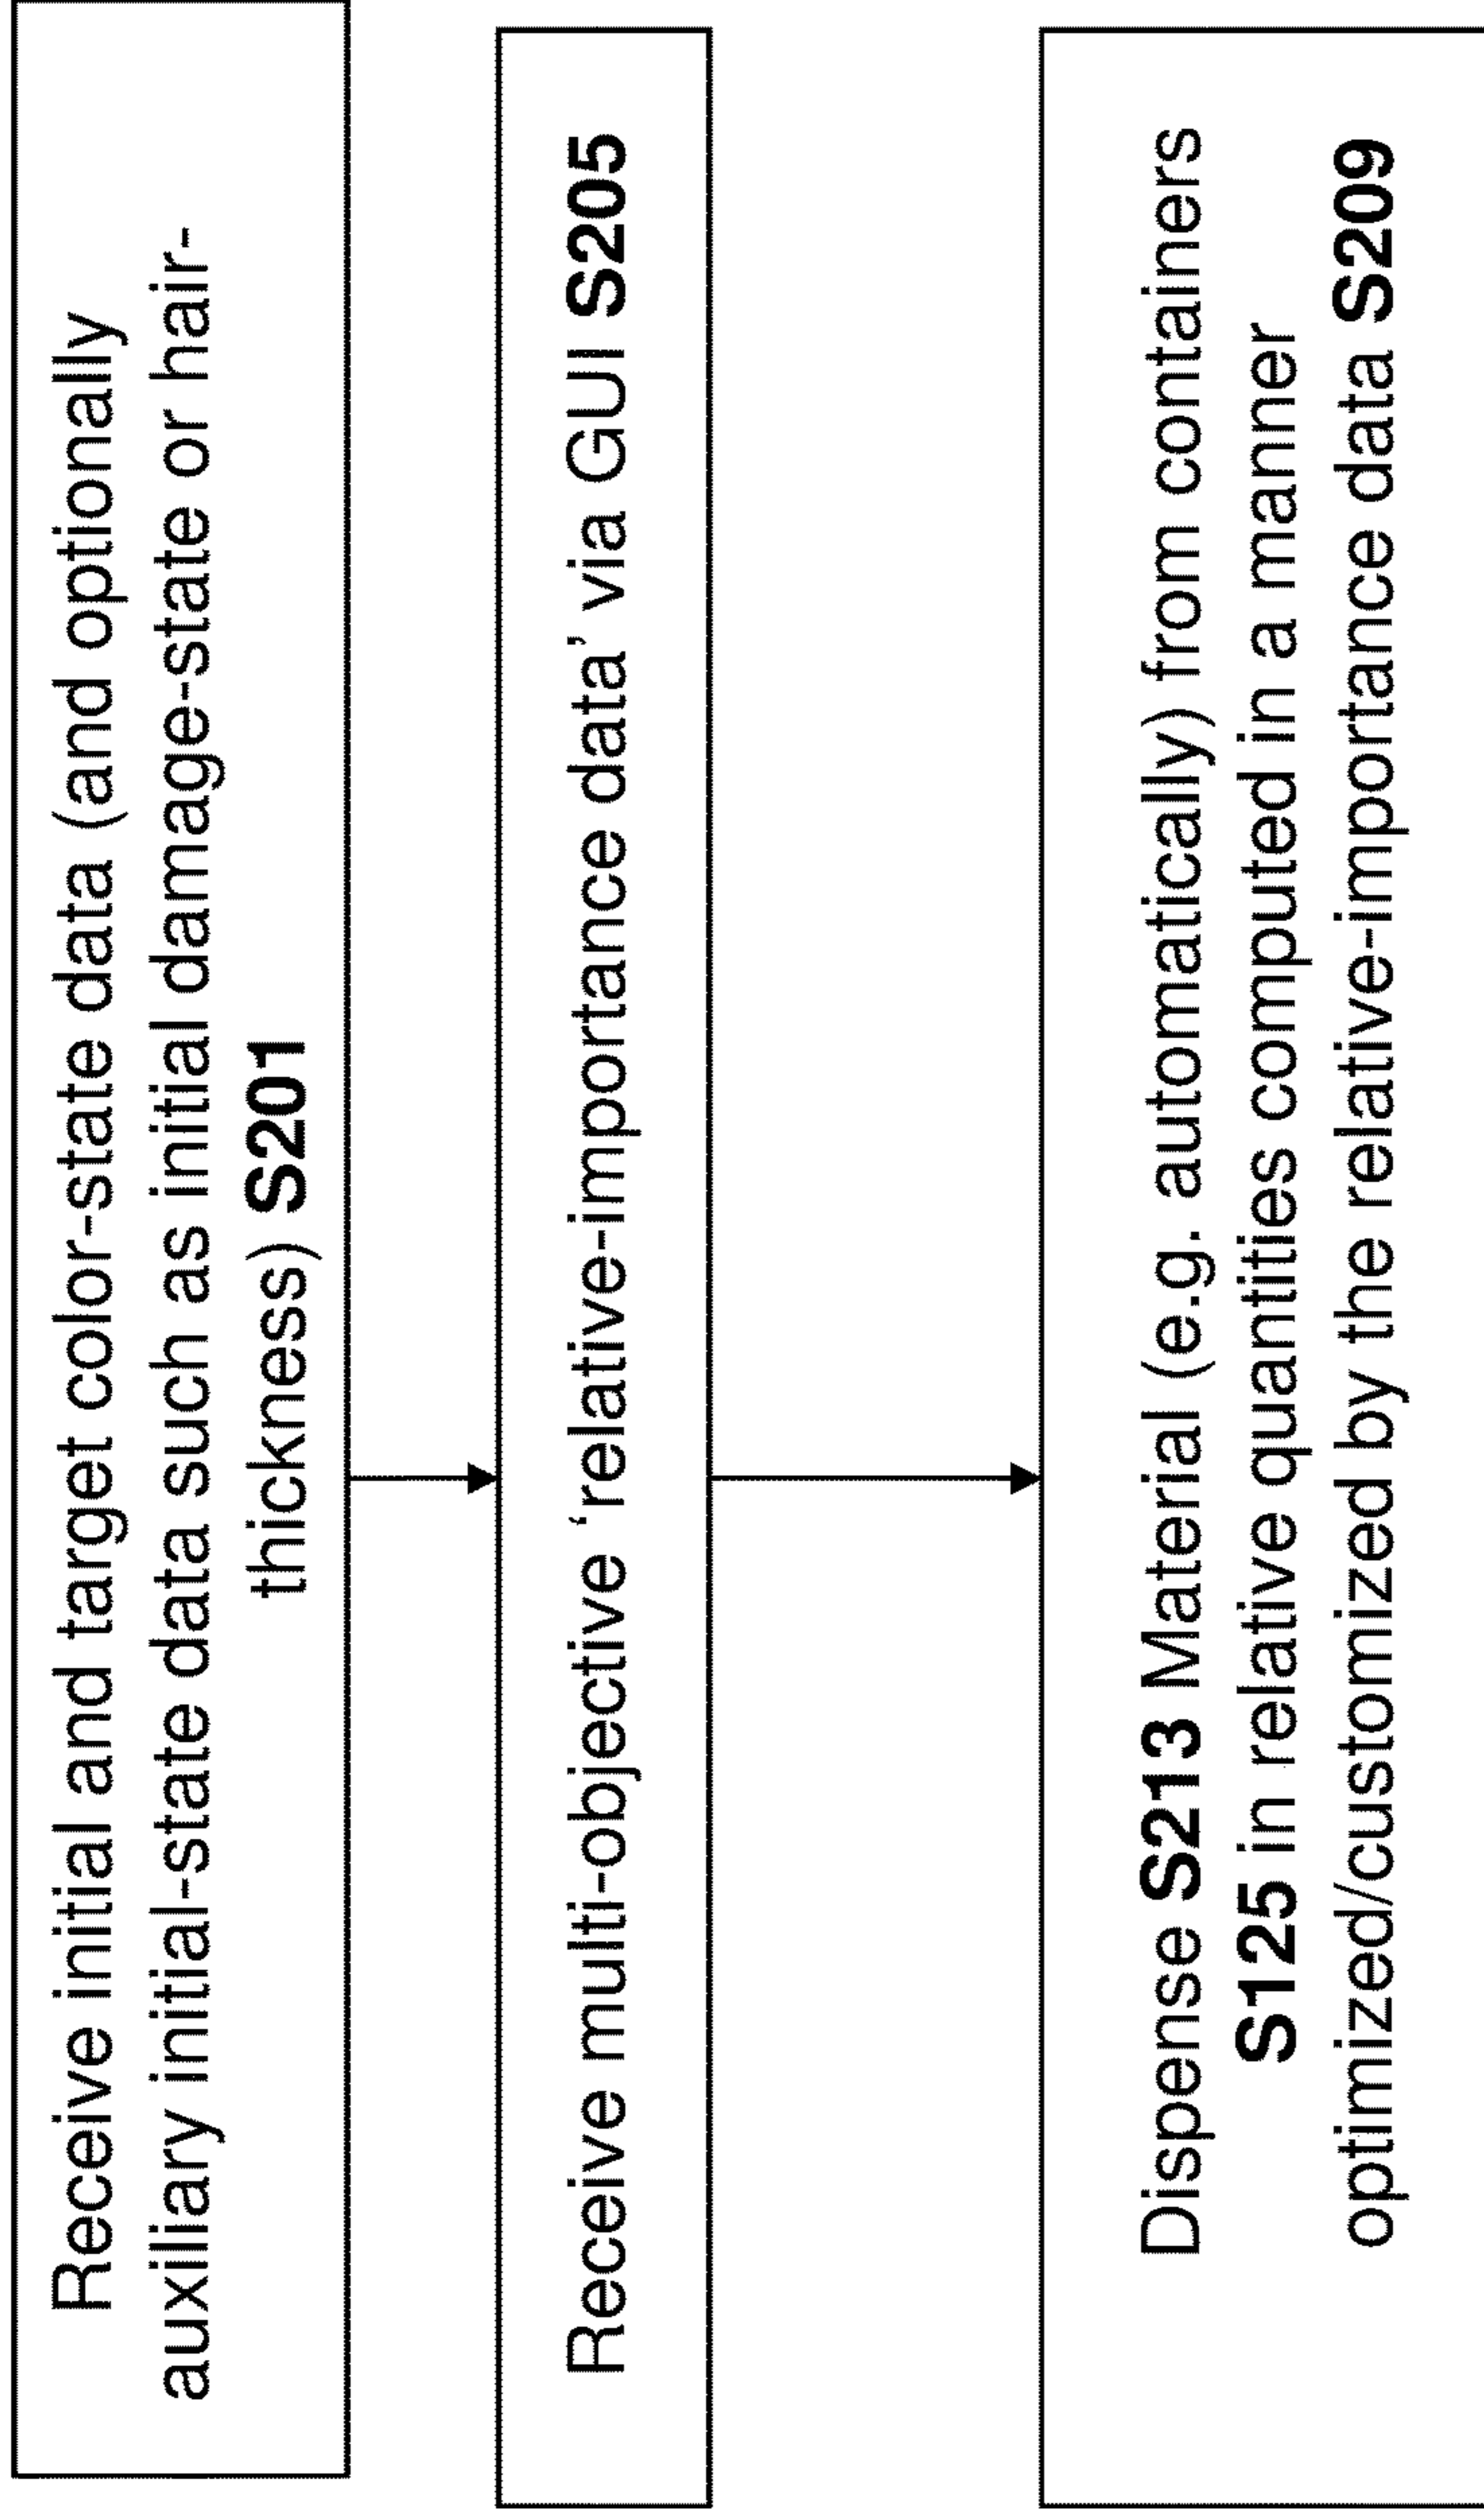 Receive initial and target color-state data (and optionally
auxiliary initial-state data such as initial damage-state or hair-
thickness) S201
Receive multi-objective ‘relative-importance data’ via GUI S205
Dispense S213 Material (e.g. automatically) from containers
S125 in relative quantities computed in a manner
optimized/customized by the relative-importance data S209